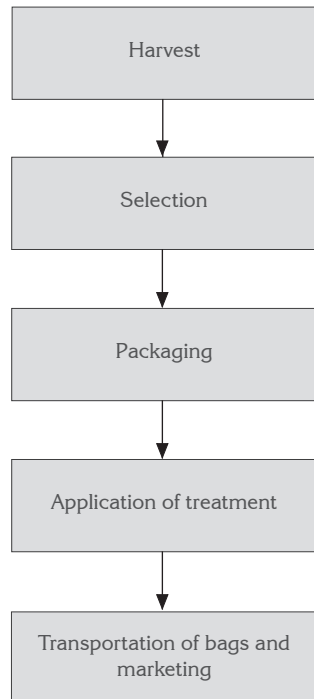 Harvest
Selection
Packaging
Application of treatment
Transportation of bags and
marketing